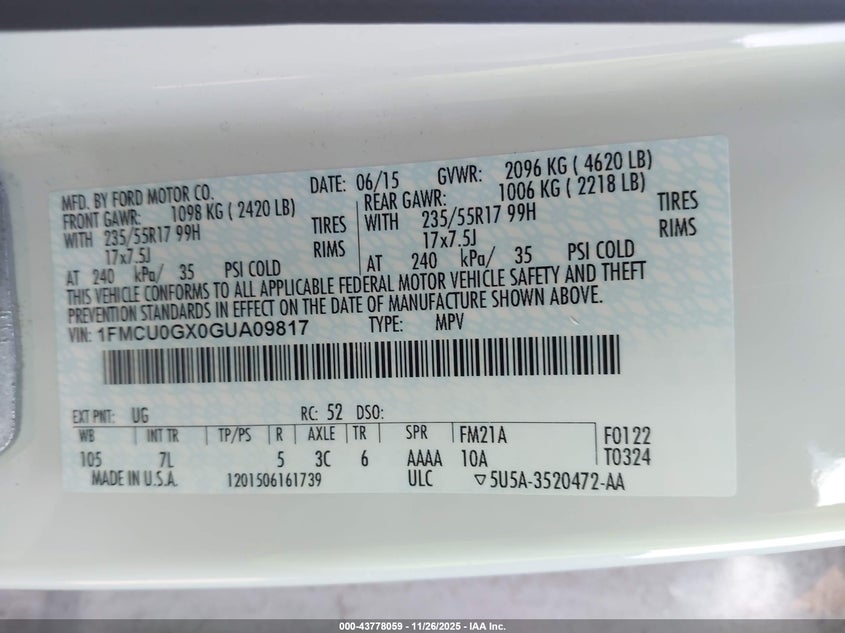 MFD. BY FORD MOTOR CO. DATE: 06/15 GVWR: 2096 KG ( 4620 LB)
FRONT GAWR: 1098 KG ( 2420 LB) REAR GAWR: 1006 KG ( 2218 LB)
WITH 235/55R17 99H TIRES WITH 235/55R17 99H TIRES
17x7.5J RIMS 17x7.5J RIMS
AT 240 kPa/ 35 PSI COLD AT 240 kPa/ 35 PSI COLD
THIS VEHICLE CONFORMS TO ALL APPLICABLE FEDERAL MOTOR VEHICLE SAFETY AND THEFT
PREVENTION STANDARDS IN EFFECT ON THE DATE OF MANUFACTURE SHOWN ABOVE.
VIN: 1FMCU0GX0GUA09817 TYPE: MPV
EXT PNT: UG RC: 52 DSO:
WB INT TR TP/PS R AXLE TR SPR FM21A F0122
105 7L 5 3C 6 AAAA 10A T0324
MADE IN U.S.A. 1201506161739 ULC ▽5U5A-3520472-AA
000-43778059 - 11/26/2025 - IAA Inc.